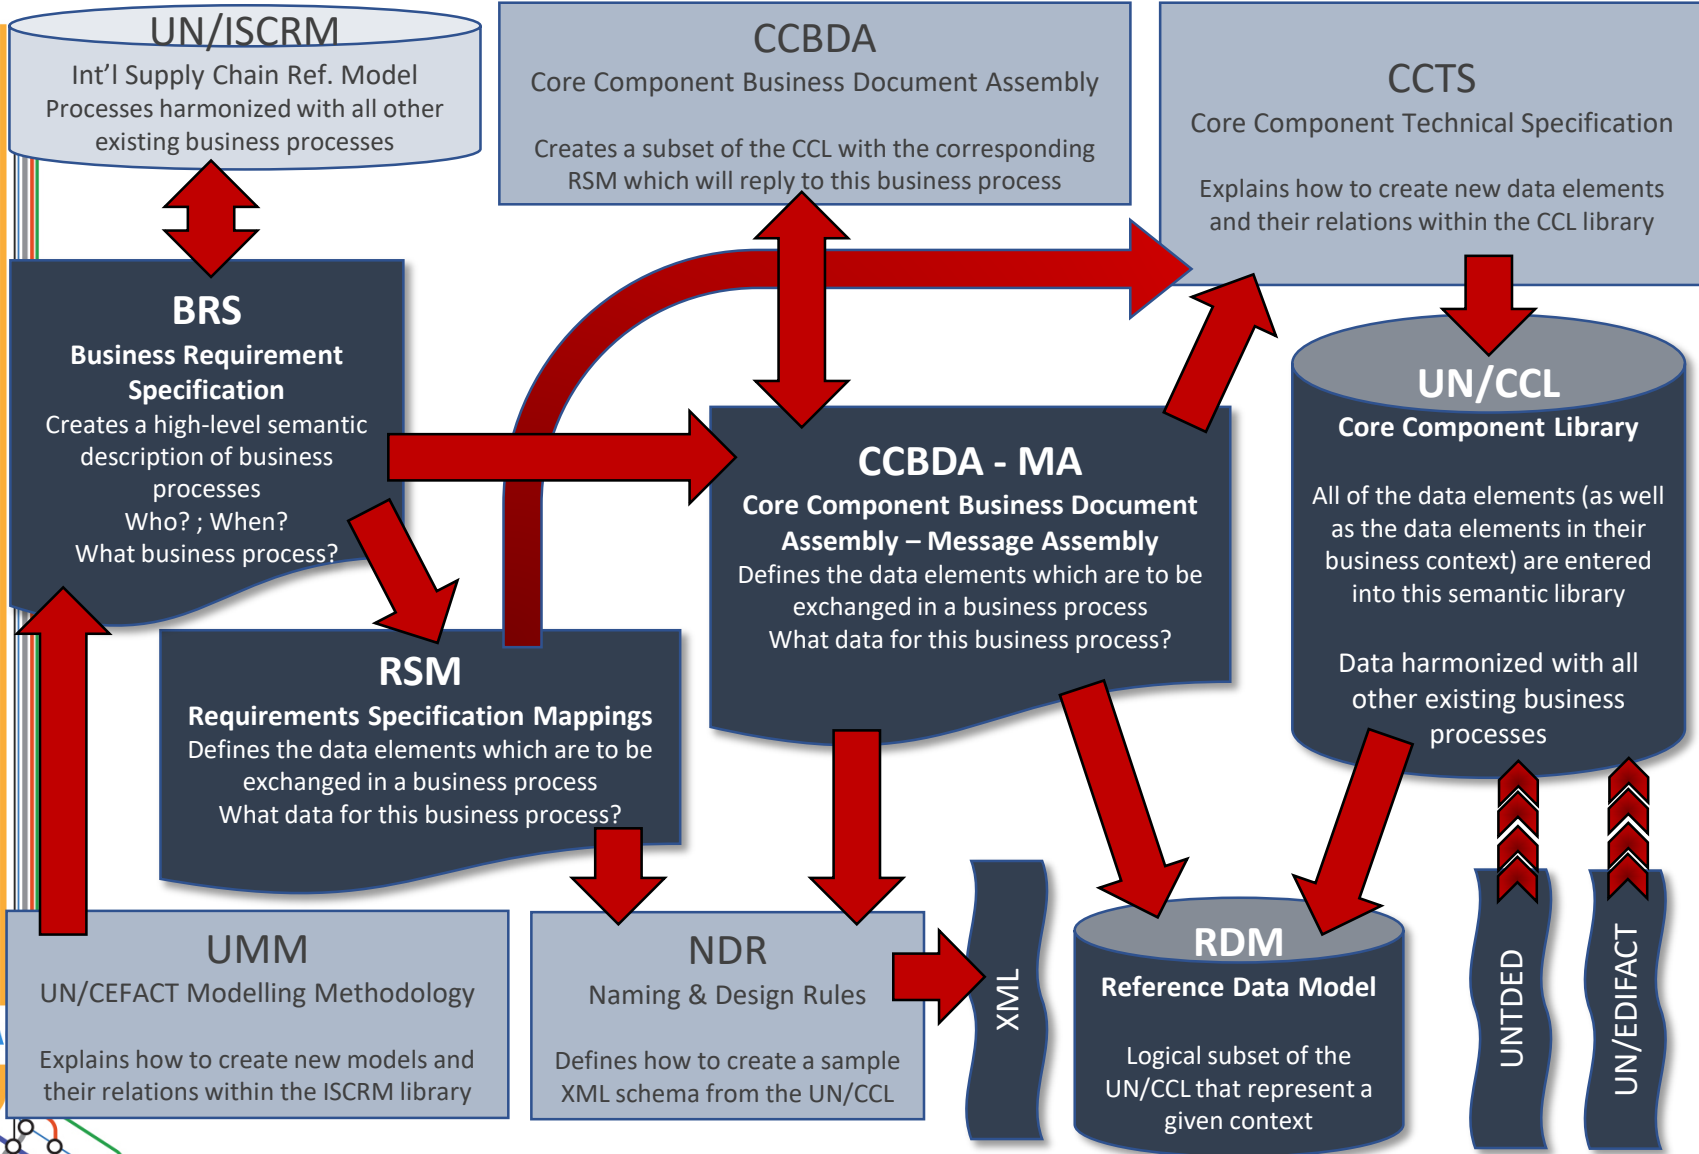 UN/ISCRM
Int'l Supply Chain Ref. Model
Processes harmonized with all other
existing business processes
CCBDA
Core Component Business Document Assembly
Creates a subset of the CCL with the corresponding
RSM which will reply to this business process
CCTS
Core Component Technical Specification
Explains how to create new data elements
and their relations within the CCL library
BRS
Business Requirement
Specification
Creates a high-level semantic
description of business
processes
Who? ; When?
What business process?
CCBDA - MA
Core Component Business Document
Assembly – Message Assembly
Defines the data elements which are to be
exchanged in a business process
What data for this business process?
UN/CCL
Core Component Library
All of the data elements (as well
as the data elements in their
business context) are entered
into this semantic library
Data harmonized with all
other existing business
processes
RSM
Requirements Specification Mappings
Defines the data elements which are to be
exchanged in a business process
What data for this business process?
UMM
UN/CEFACT Modelling Methodology
Explains how to create new models and
their relations within the ISCRM library
NDR
Naming & Design Rules
Defines how to create a sample
XML schema from the UN/CCL
XML
RDM
Reference Data Model
Logical subset of the
UN/CCL that represent a
given context
UNTDED
UN/EDIFACT